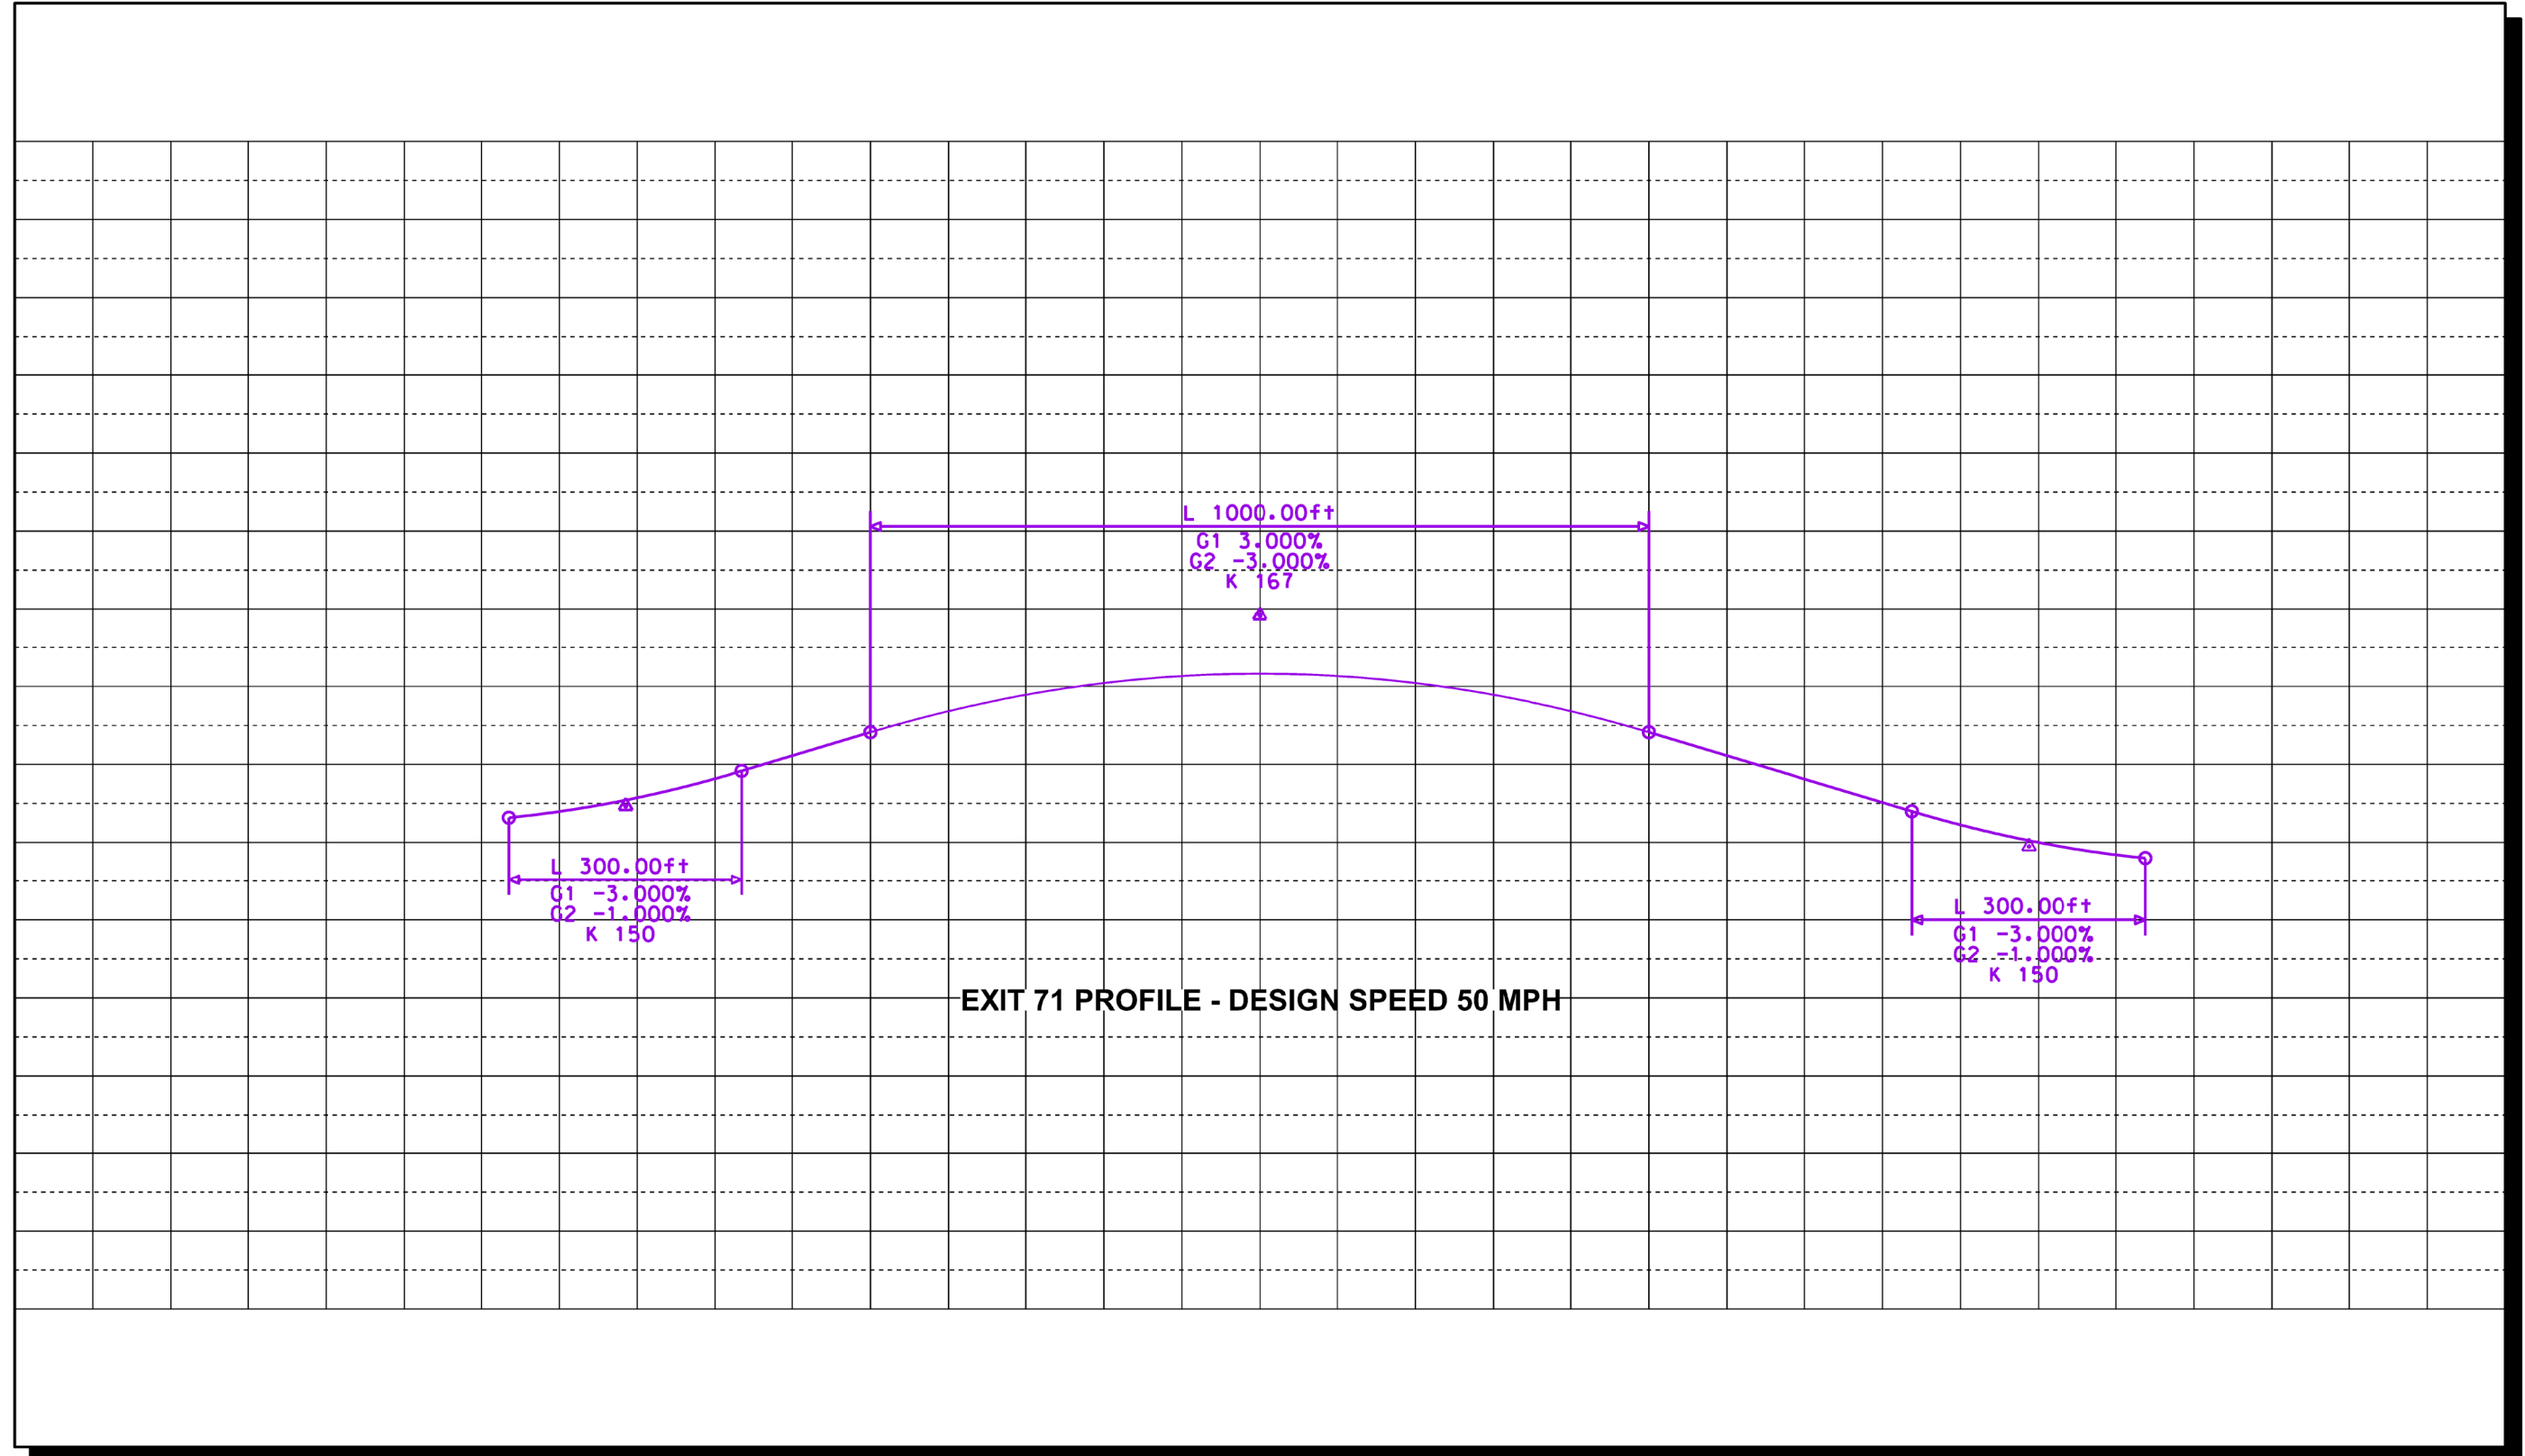 L 1000.00ft
G1 3.000%
G2 -3.000%
K 167
L 300.00ft
G1 -3.000%
G2 -1.000%
K 150
L 300.00ft
G1 -3.000%
G2 -1.000%
K 150
EXIT 71 PROFILE - DESIGN SPEED 50 MPH